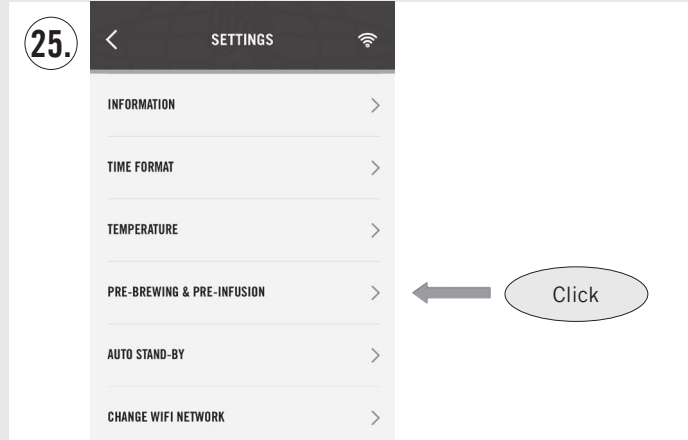 25.
SETTINGS
INFORMATION
TIME FORMAT
TEMPERATURE
PRE-BREWING & PRE-INFUSION
Click
AUTO STAND-BY
CHANGE WIFI NETWORK